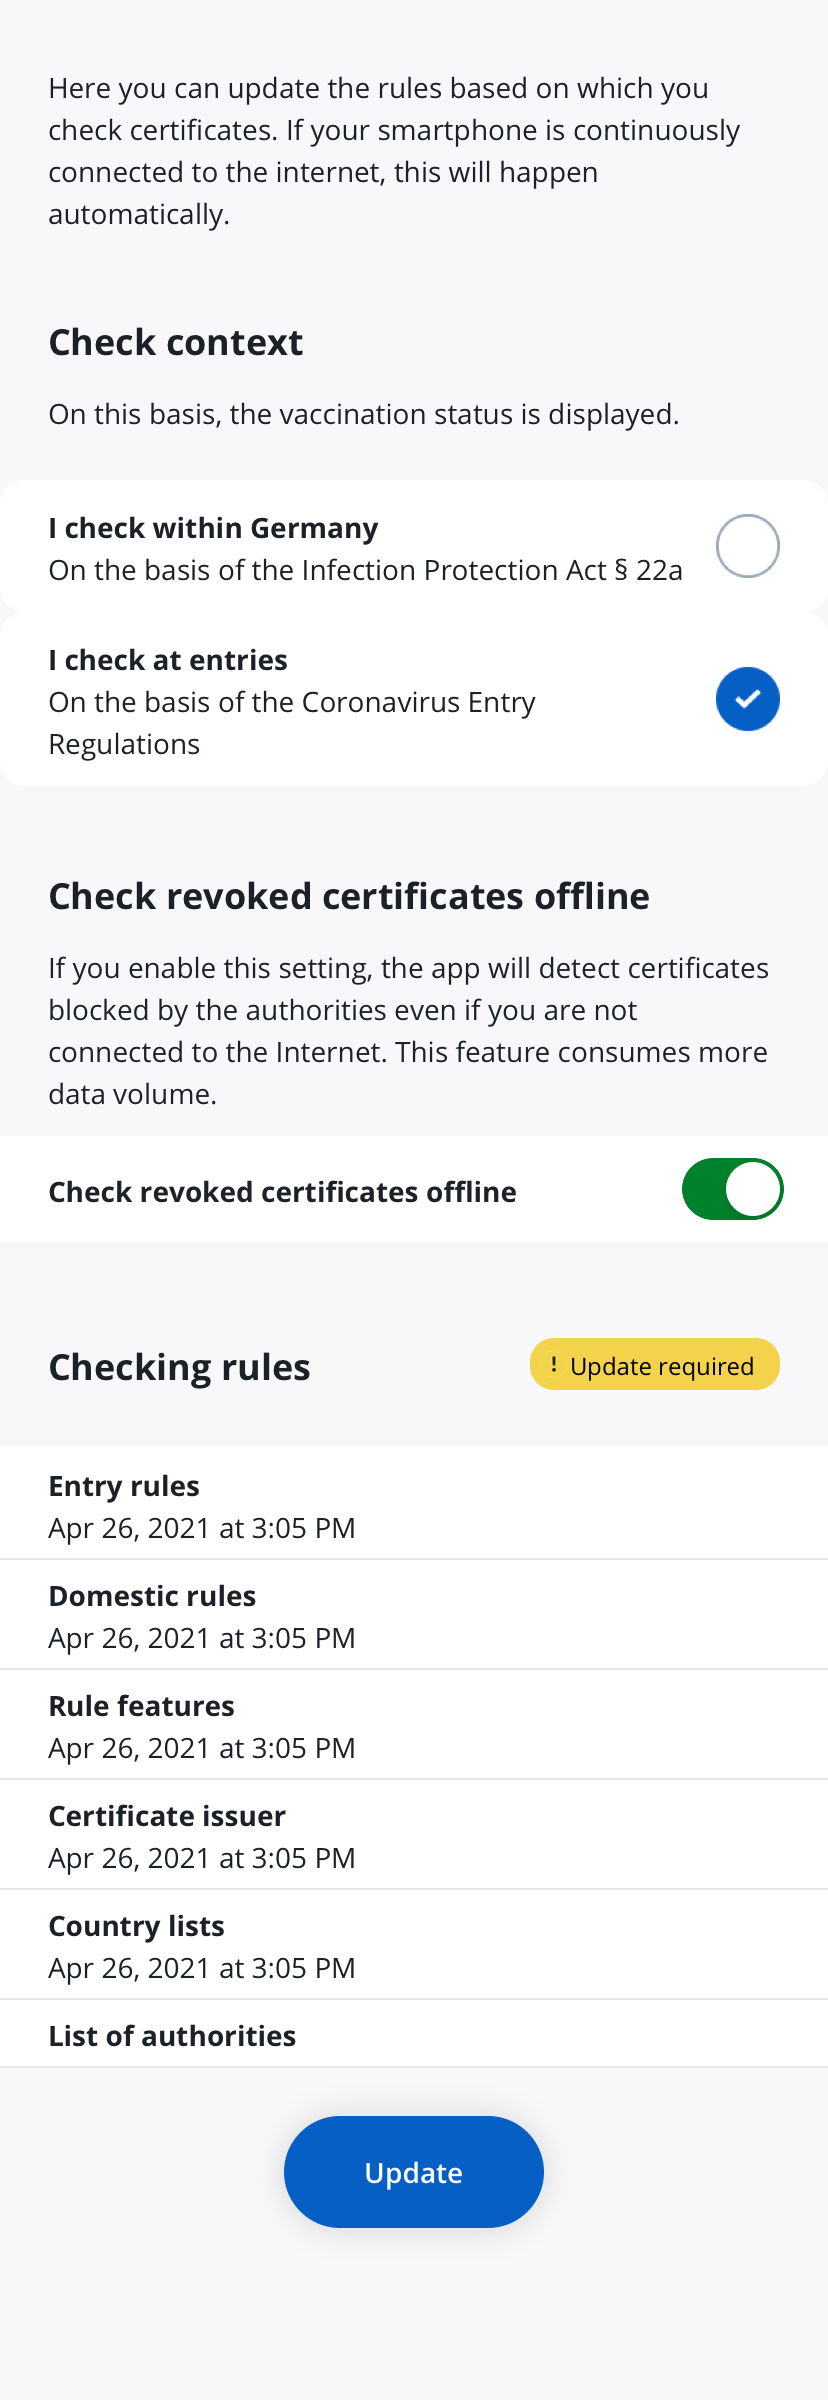 Here you can update the rules based on which you
check certificates. If your smartphone is continuously
connected to the internet, this will happen
automatically.
Check context
On this basis, the vaccination status is displayed.
I check within Germany
On the basis of the Infection Protection Act § 22a
I check at entries
On the basis of the Coronavirus Entry
Regulations
Check revoked certificates offline
If you enable this setting, the app will detect certificates
blocked by the authorities even if you are not
connected to the Internet. This feature consumes more
data volume.
Check revoked certificates offline
Checking rules
! Update required
Entry rules
Apr 26, 2021 at 3:05 PM
Domestic rules
Apr 26, 2021 at 3:05 PM
Rule features
Apr 26, 2021 at 3:05 PM
Certificate issuer
Apr 26, 2021 at 3:05 PM
Country lists
Apr 26, 2021 at 3:05 PM
List of authorities
Update